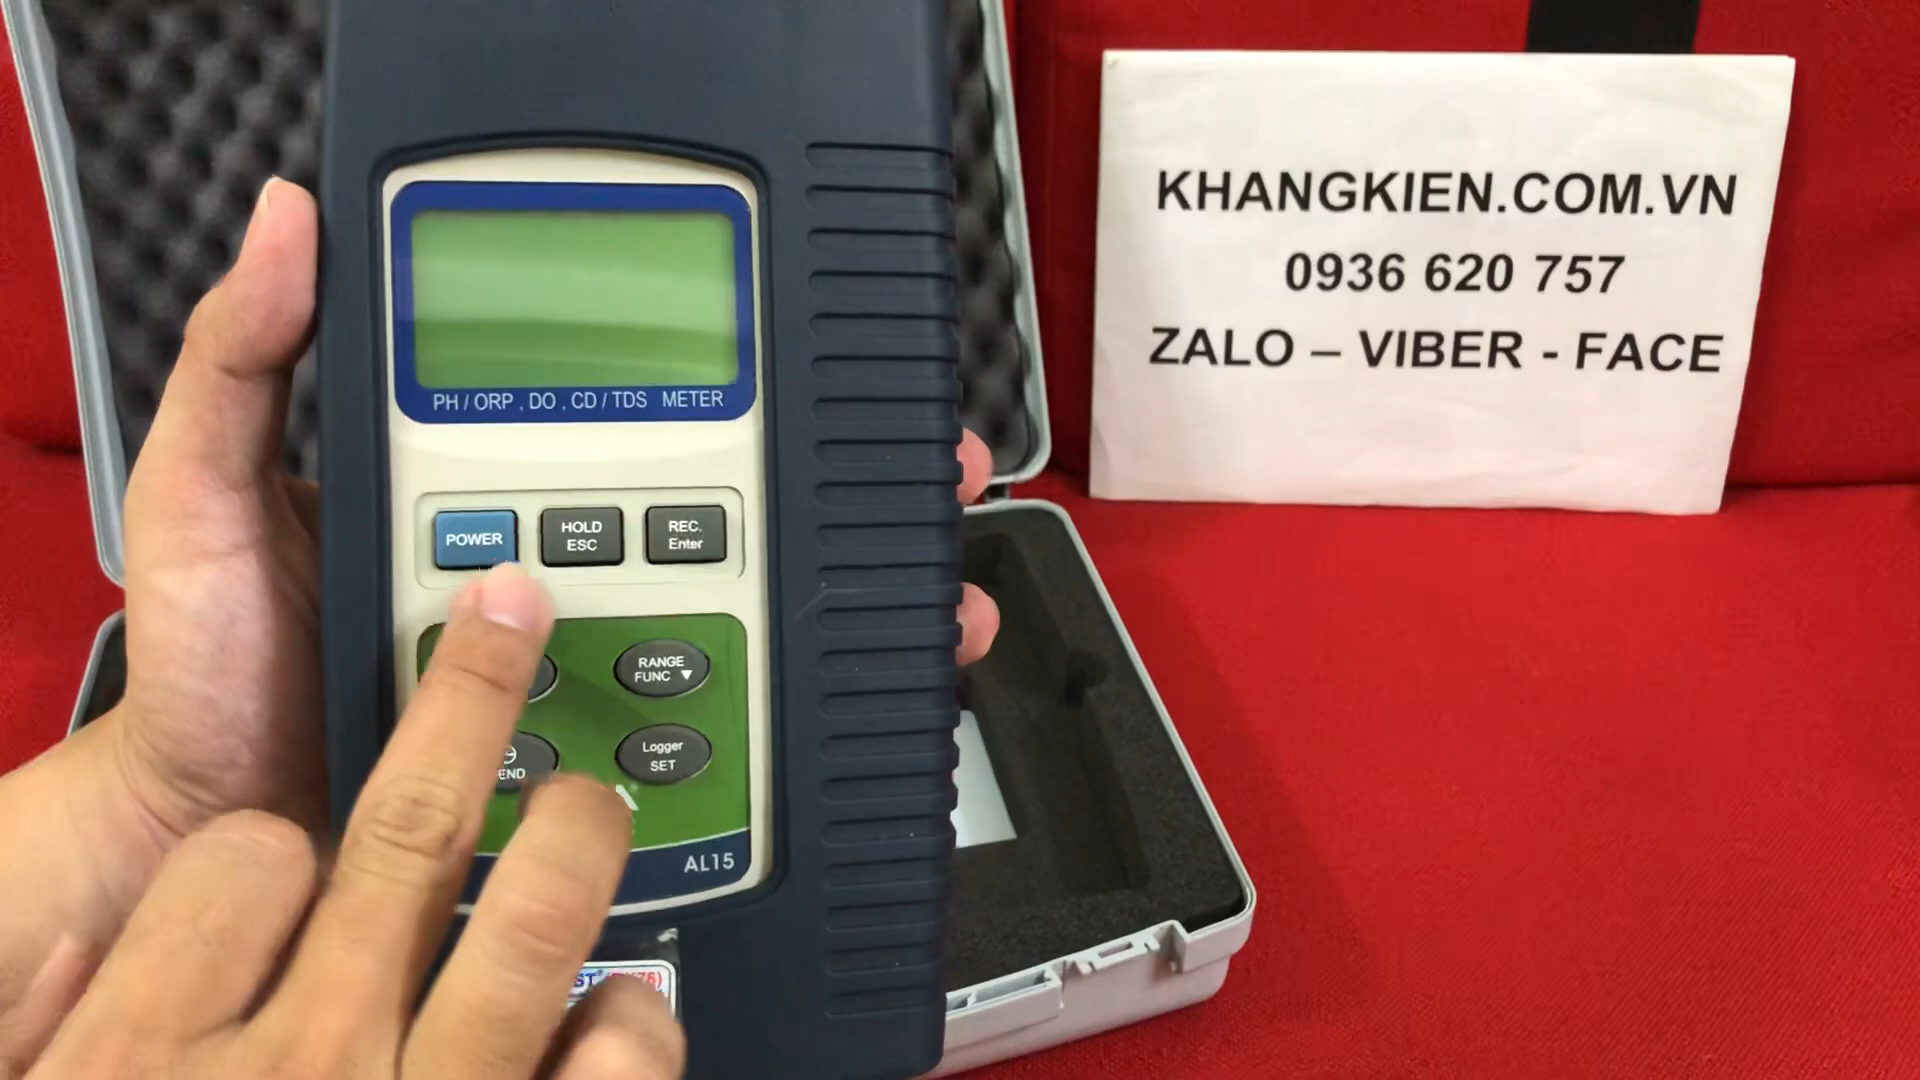 KHANGKIEN.COM.VN
0936 620 757
ZALO – VIBER - FACE
PH / ORP , DO , CD / TDS METER
POWER
HOLD
ESC
REC.
Enter
RANGE
FUNC ▼
Logger
SET
AL15